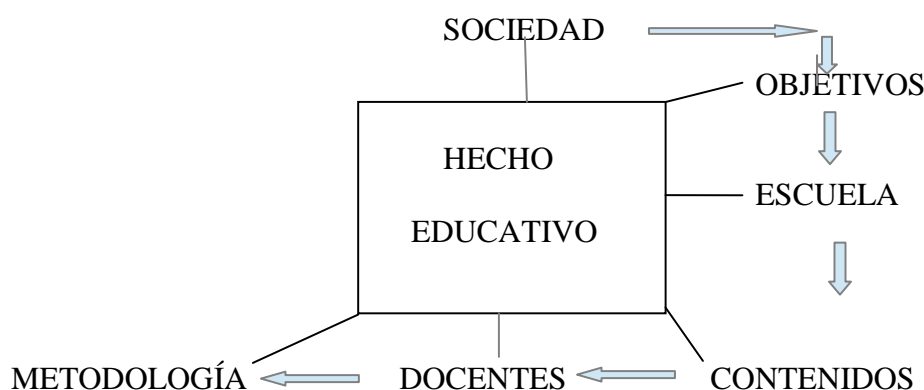 SOCIEDAD
OBJETIVOS
HECHO
ESCUELA
EDUCATIVO
METODOLOGÍA DOCENTES CONTENIDOS